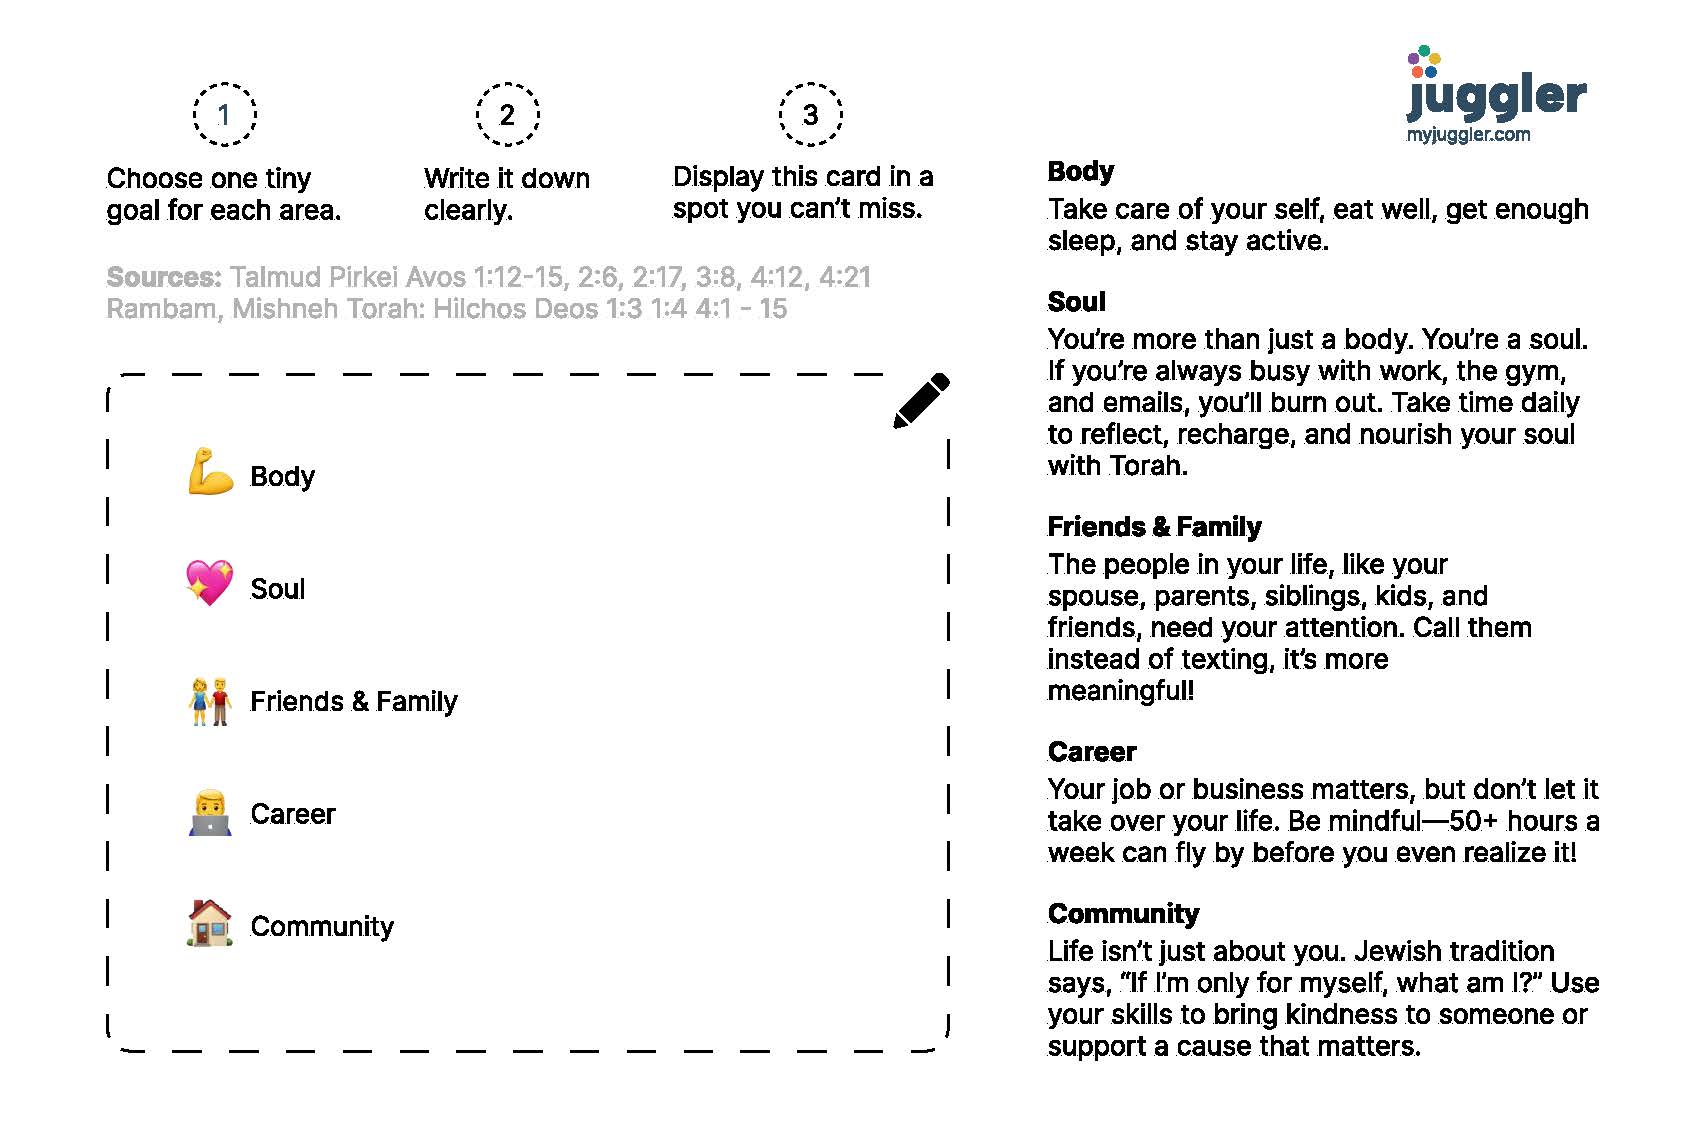 1
Choose one tiny
goal for each area.
2
Write it down
clearly.
3
Display this card in a
spot you can't miss.
Sources: Talmud Pirkei Avos 1:12-15, 2:6, 2:17, 3:8, 4:12, 4:21
Rambam, Mishneh Torah: Hilchos Deos 1:3 1:4 4:1 - 15
Body
Soul
Friends & Family
Career
Community
juggler
myjuggler.com
Body
Take care of your self, eat well, get enough
sleep, and stay active.
Soul
You're more than just a body. You're a soul.
If you're always busy with work, the gym,
and emails, you'll burn out. Take time daily
to reflect, recharge, and nourish your soul
with Torah.
Friends & Family
The people in your life, like your
spouse, parents, siblings, kids, and
friends, need your attention. Call them
instead of texting, it's more
meaningful!
Career
Your job or business matters, but don't let it
take over your life. Be mindful—50+ hours a
week can fly by before you even realize it!
Community
Life isn't just about you. Jewish tradition
says, “If I'm only for myself, what am I?” Use
your skills to bring kindness to someone or
support a cause that matters.